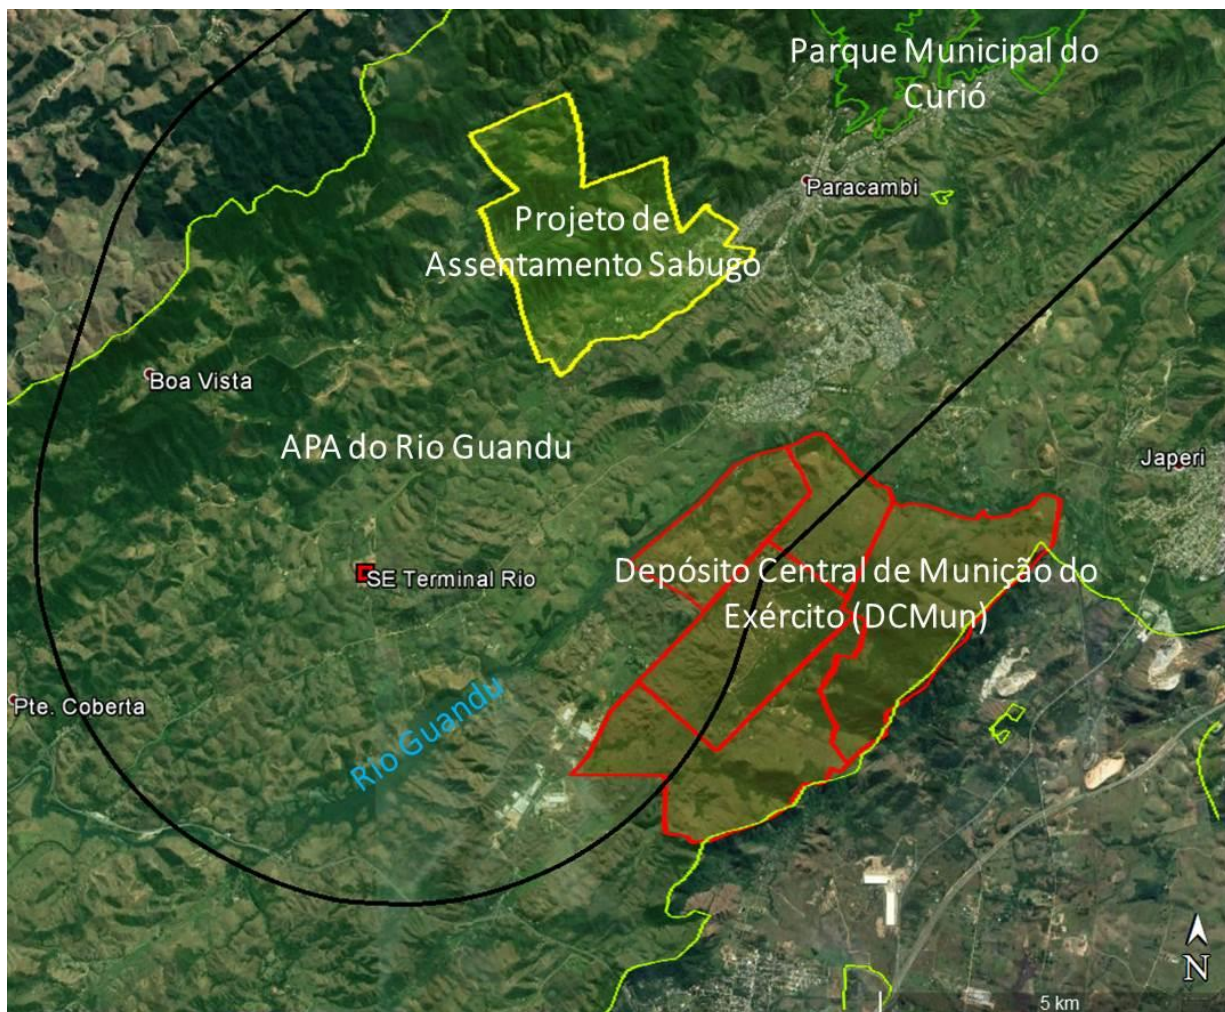 Parque Municipal do
Curió
Paracambi
Projeto de
Assentamento Sabugo
Boa Vista
APA do Rio Guandu
Japeri
SE Terminal Rio
Depósito Central de Munição do
Exército (DCMun)
Pte. Coberta
Rio Guandu
N
5 km